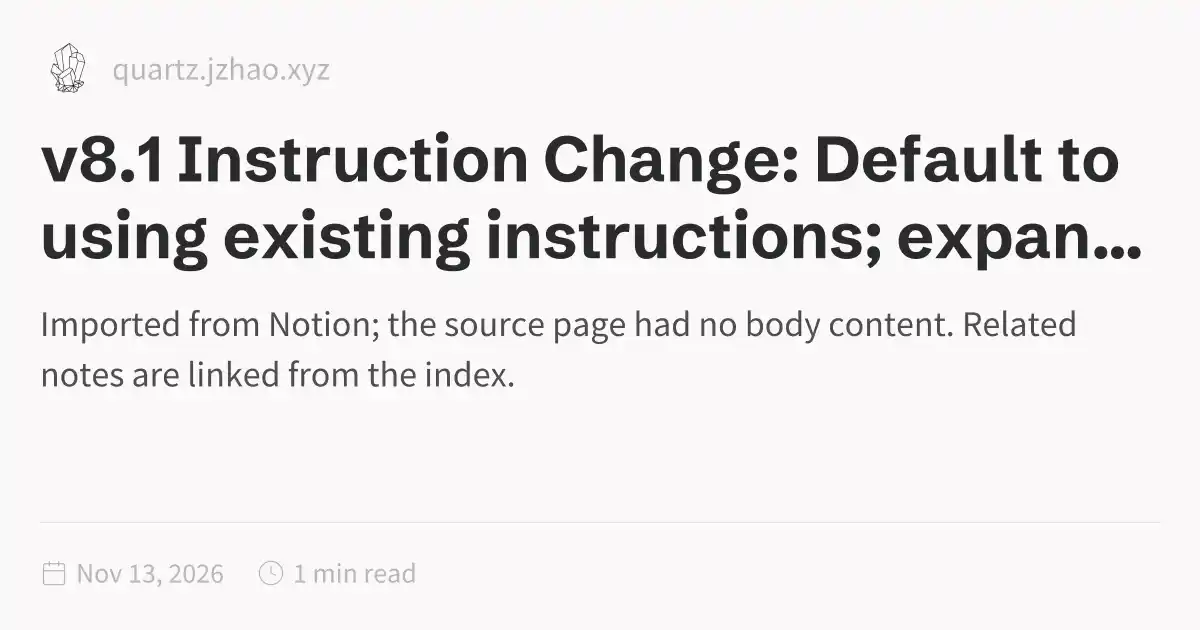 quartz.jzhao.xyz
v8.1 Instruction Change: Default to
using existing instructions; expan...
Imported from Notion; the source page had no body content. Related
notes are linked from the index.
Nov 13, 2026 1 min read